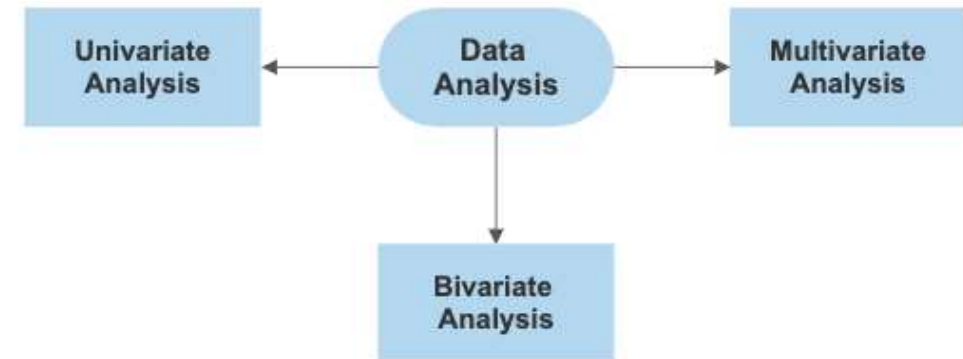 Univariate
Analysis
Data
Analysis
Multivariate
Analysis
Bivariate
Analysis